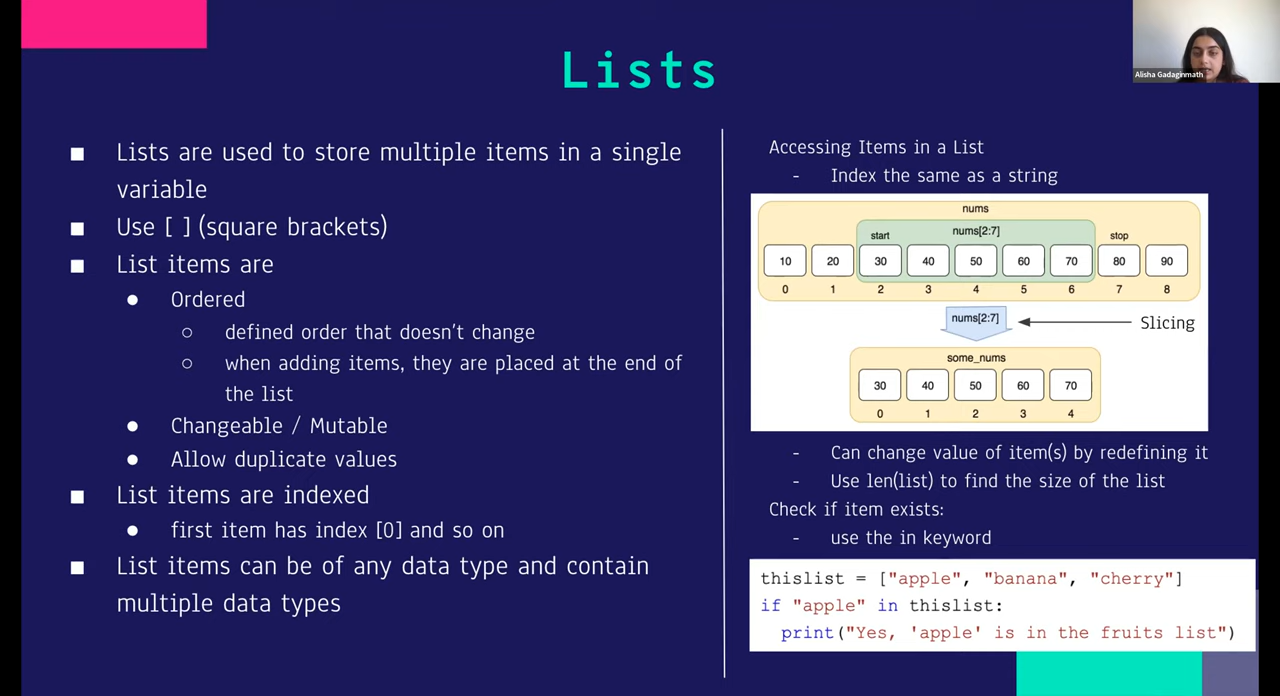 Lists
Alisha Gadaginmath
■ Lists are used to store multiple items in a single
variable
■ Use [ ] (square brackets)
■ List items are
● Ordered
○ defined order that doesn't change
○ when adding items, they are placed at the end of
the list
● Changeable / Mutable
● Allow duplicate values
■ List items are indexed
● first item has index [0] and so on
■ List items can be of any data type and contain
multiple data types
Accessing Items in a List
- Index the same as a string
nums
start nums[2:7] stop
10 20 30 40 50 60 70 80 90
0 1 2 3 4 5 6 7 8
nums[2:7] Slicing
some_nums
30 40 50 60 70
0 1 2 3 4
- Can change value of item(s) by redefining it
- Use len(list) to find the size of the list
Check if item exists:
- use the in keyword
thislist = ["apple", "banana", "cherry"]
if "apple" in thislist:
  print("Yes, 'apple' is in the fruits list")